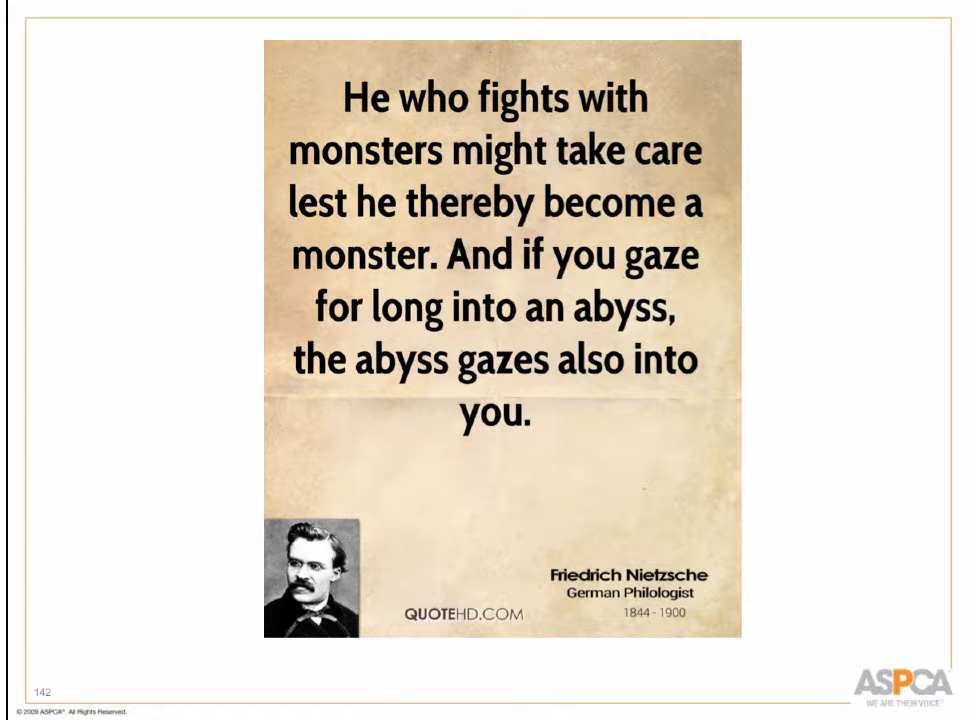 He who fights with
monsters might take care
lest he thereby become a
monster. And if you gaze
for long into an abyss,
the abyss gazes also into
you.
Friedrich Nietzsche
German Philologist
QUOTEHD.COM
1844 - 1900
142
ASPCA
WE ARE THEIR VOICE™
© 2009 ASPCA®. All Rights Reserved.